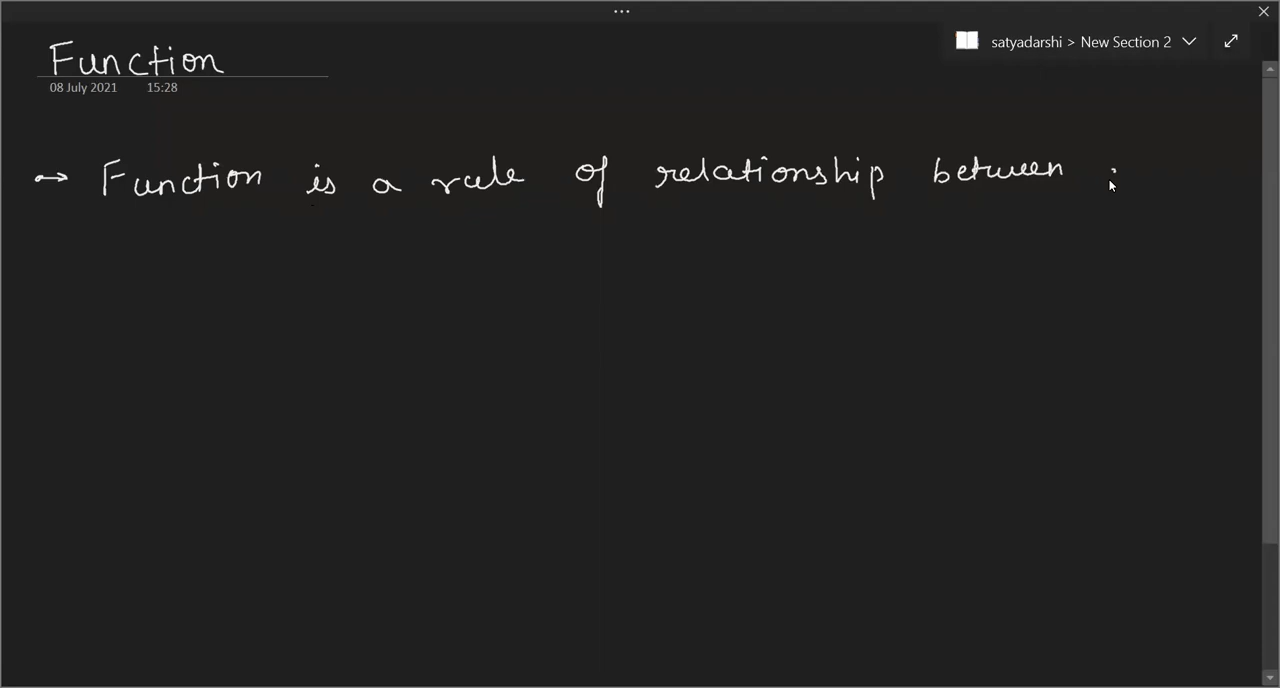 satyadarshi > New Section 2
Function
08 July 2021 15:28
→ Function is a rule of relationship between